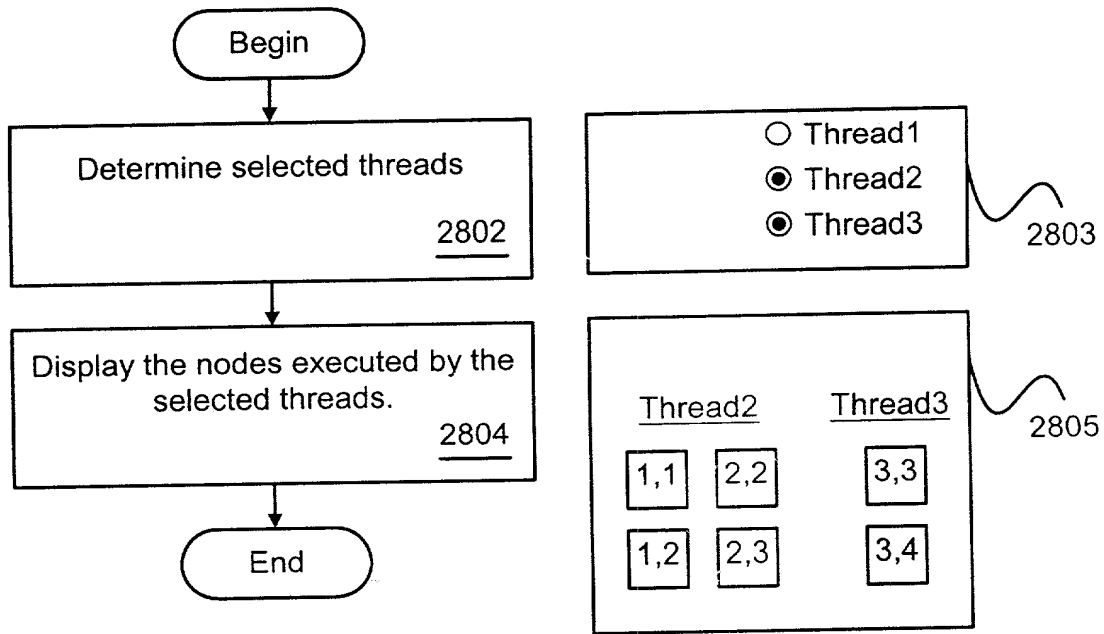 Begin
Determine selected threads
2802
Display the nodes executed by the
selected threads.
2804
End
Thread1
Thread2
Thread3
2803
Thread2 Thread3
1,1 2,2 3,3
1,2 2,3 3,4
2805